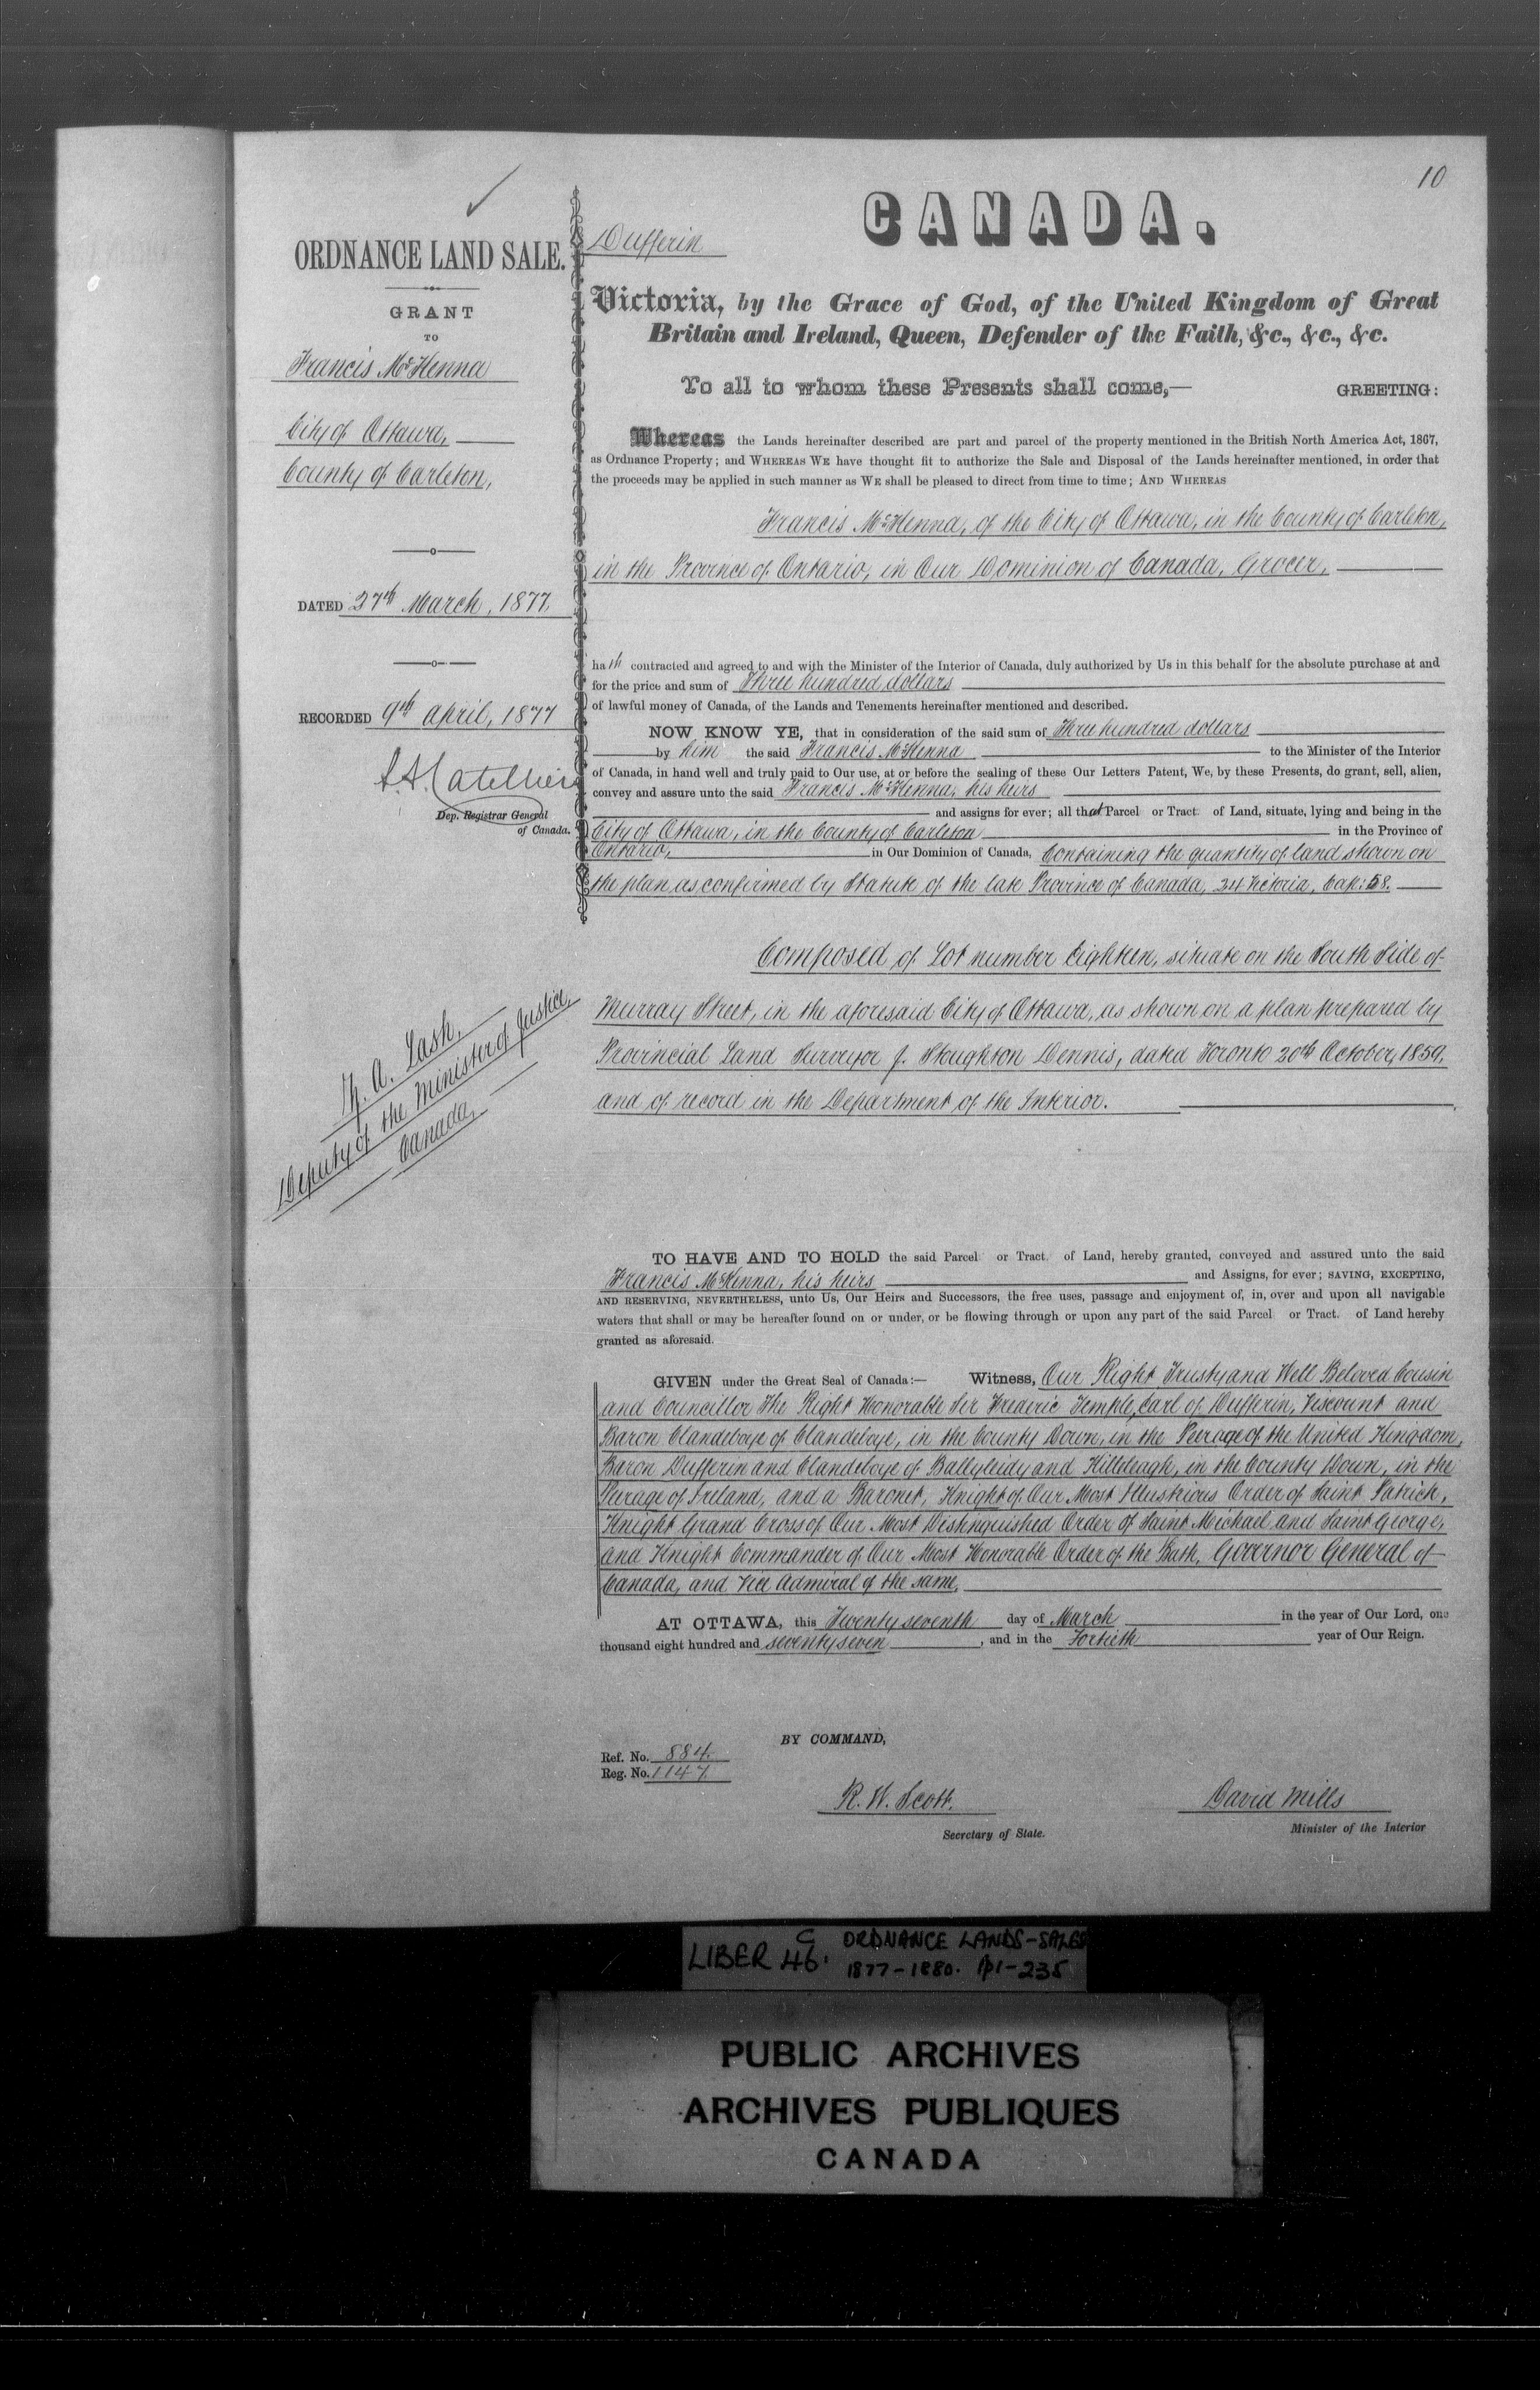 10
CANADA.
ORDNANCE LAND SALE.
GRANT
TO
Francis McKenna
City of Ottawa,
County of Carleton,
DATED 27th March, 1877.
RECORDED 9th April, 1877
L.A. Catellier
Dep. Registrar General
of Canada.
H. A. Lash,
Deputy of the Minister of Justice,
Canada,
Dufferin
Victoria, by the Grace of God, of the United Kingdom of Great
Britain and Ireland, Queen, Defender of the Faith, &c., &c., &c.
To all to whom these Presents shall come,— GREETING:
Whereas the Lands hereinafter described are part and parcel of the property mentioned in the British North America Act, 1867,
as Ordnance Property; and WHEREAS WE have thought fit to authorize the Sale and Disposal of the Lands hereinafter mentioned, in order that
the proceeds may be applied in such manner as WE shall be pleased to direct from time to time; AND WHEREAS
Francis McKenna, of the City of Ottawa, in the County of Carleton,
in the Province of Ontario, in Our Dominion of Canada, Grocer,
hath contracted and agreed to and with the Minister of the Interior of Canada, duly authorized by Us in this behalf for the absolute purchase at and
for the price and sum of Three hundred dollars
of lawful money of Canada, of the Lands and Tenements hereinafter mentioned and described.
NOW KNOW YE, that in consideration of the said sum of Three hundred dollars
by him the said Francis McKenna to the Minister of the Interior
of Canada, in hand well and truly paid to Our use, at or before the sealing of these Our Letters Patent, We, by these Presents, do grant, sell, alien,
convey and assure unto the said Francis McKenna, his heirs
and assigns for ever; all that Parcel or Tract of Land, situate, lying and being in the
City of Ottawa, in the County of Carleton in the Province of
Ontario, in Our Dominion of Canada, Containing the quantity of land shown on
the plan as confirmed by Statute of the late Province of Canada, 24 Victoria, Cap: 58.
Composed of Lot number Eighteen, situate on the South Side of
Murray Street, in the aforesaid City of Ottawa, as shown on a plan prepared by
Provincial Land Surveyor J. Stoughton Dennis, dated Toronto 20th October, 1859,
and of record in the Department of the Interior.
TO HAVE AND TO HOLD the said Parcel or Tract. of Land, hereby granted, conveyed and assured unto the said
Francis McKenna, his heirs and Assigns, for ever; SAVING, EXCEPTING,
AND RESERVING, NEVERTHELESS, unto Us, Our Heirs and Successors, the free uses, passage and enjoyment of, in, over and upon all navigable
waters that shall or may be hereafter found on or under, or be flowing through or upon any part of the said Parcel or Tract. of Land hereby
granted as aforesaid.
GIVEN under the Great Seal of Canada:— Witness, Our Right Trusty and Well Beloved Cousin
and Councillor The Right Honorable Sir Frederic Temple, Earl of Dufferin, Viscount and
Baron Clandeboye of Clandeboye, in the County Down, in the Peerage of the United Kingdom,
Baron Dufferin and Clandeboye of Ballyleidy and Killeleagh, in the County Down, in the
Peerage of Ireland, and a Baronet, Knight of Our Most Illustrious Order of Saint Patrick,
Knight Grand Cross of Our Most Distinguished Order of Saint Michael and Saint George,
and Knight Commander of Our Most Honorable Order of the Bath, Governor General of
Canada, and Vice Admiral of the same,
AT OTTAWA, this Twenty seventh day of March in the year of Our Lord, one
thousand eight hundred and seventy seven, and in the Fortieth year of Our Reign.
BY COMMAND,
Ref. No. 884.
Reg. No. 1147.
R. W. Scott.
Secretary of State.
David Mills
Minister of the Interior
LIBER 46. C ORDNANCE LANDS-SALES
1877-1880. pp1-235
PUBLIC ARCHIVES
ARCHIVES PUBLIQUES
CANADA